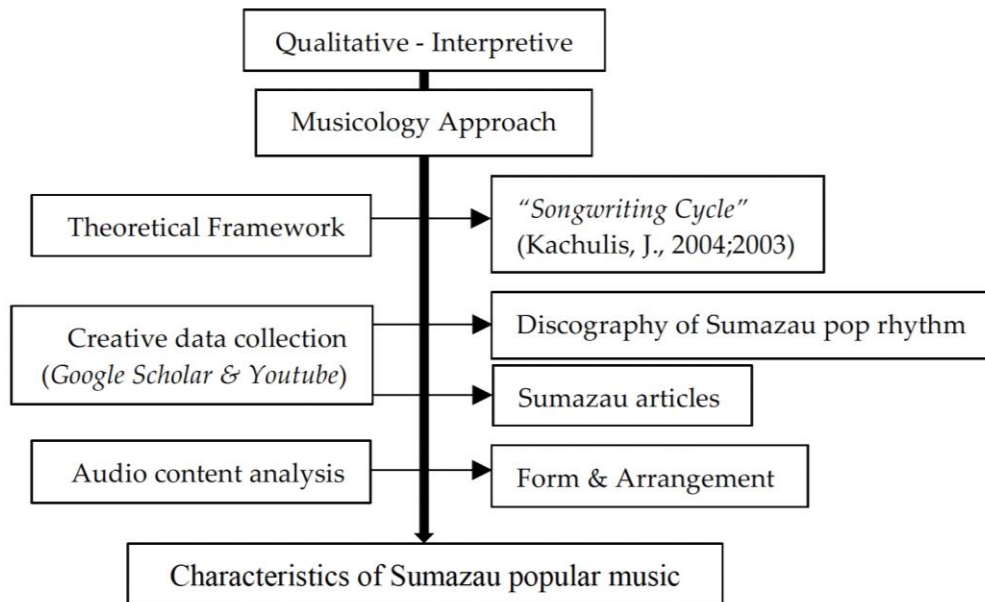 Qualitative - Interpretive
Musicology Approach
Theoretical Framework
“Songwriting Cycle”
(Kachulis, J., 2004;2003)
Creative data collection
(Google Scholar & Youtube)
Discography of Sumazau pop rhythm
Sumazau articles
Audio content analysis
Form & Arrangement
Characteristics of Sumazau popular music